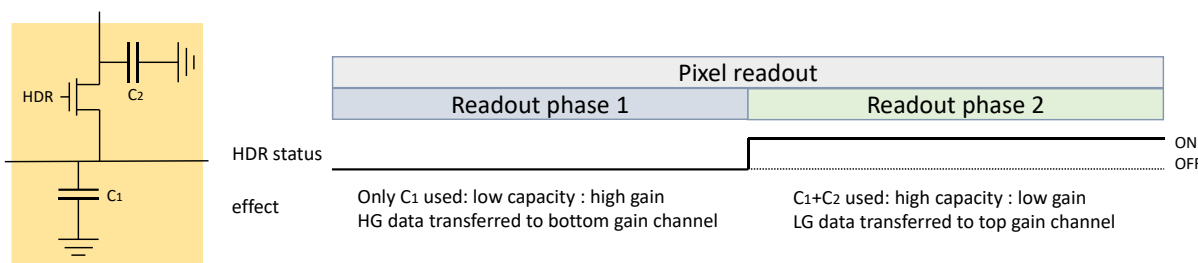 HDR
C2
C1
Pixel readout
Readout phase 1
Readout phase 2
HDR status
ON
OFF
effect
Only C1 used: low capacity : high gain
HG data transferred to bottom gain channel
C1+C2 used: high capacity : low gain
LG data transferred to top gain channel